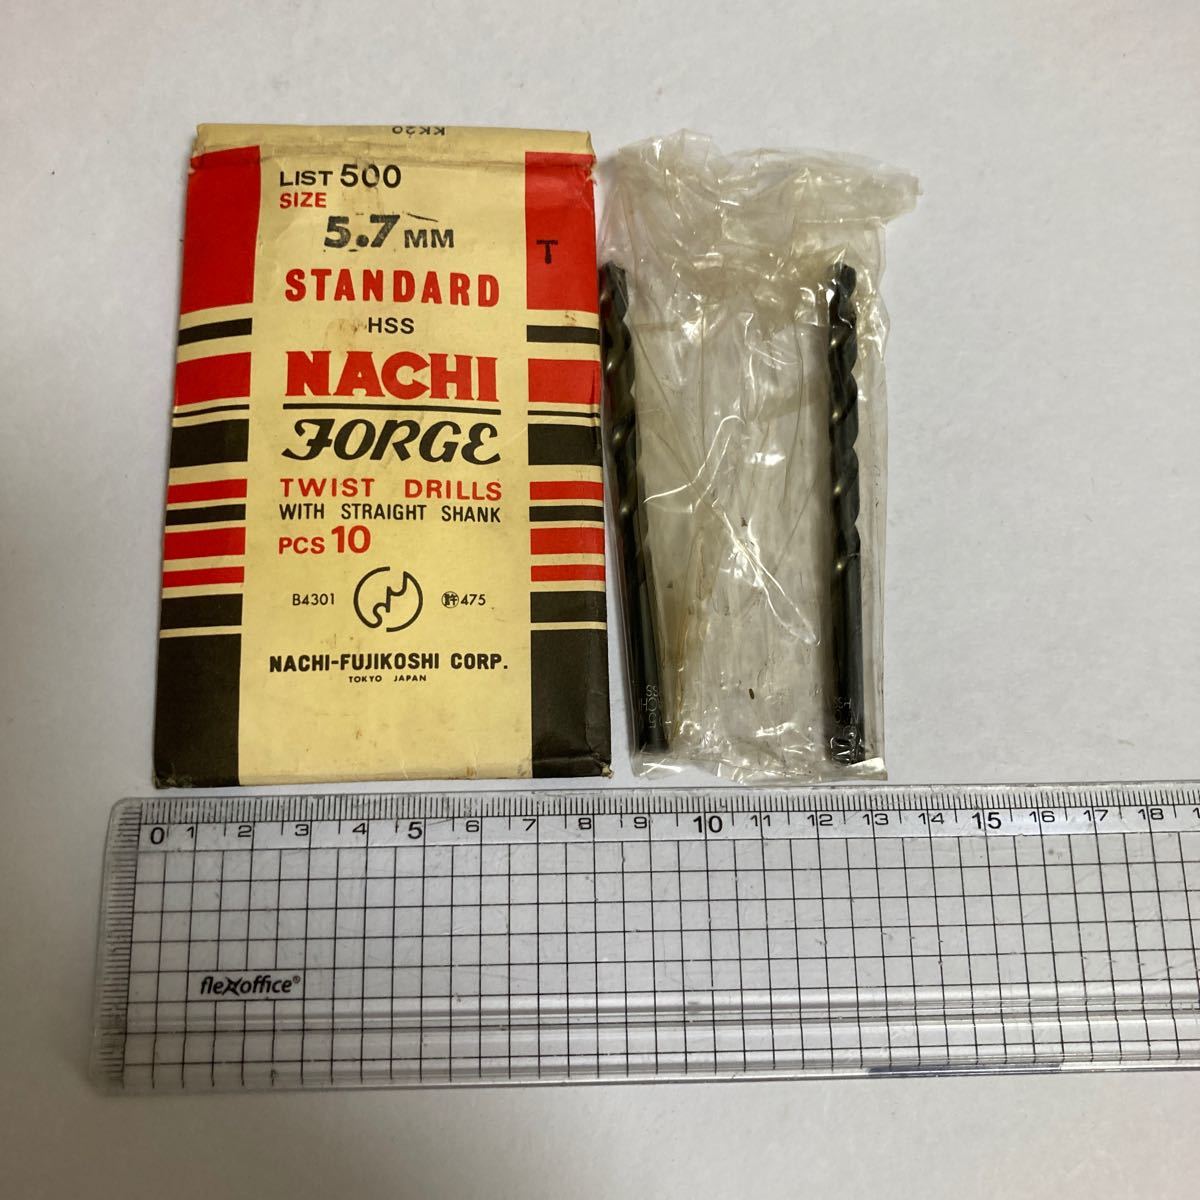 KK20
LIST 500
SIZE
5.7 MM
T
STANDARD
HSS
NACHI
FORGE
TWIST DRILLS
WITH STRAIGHT SHANK
PCS 10
B4301 許 475
NACHI-FUJIKOSHI CORP.
TOKYO JAPAN
0 1 2 3 4 5 6 7 8 9 10 11 12 13 14 15 16 17 18
flexoffice®